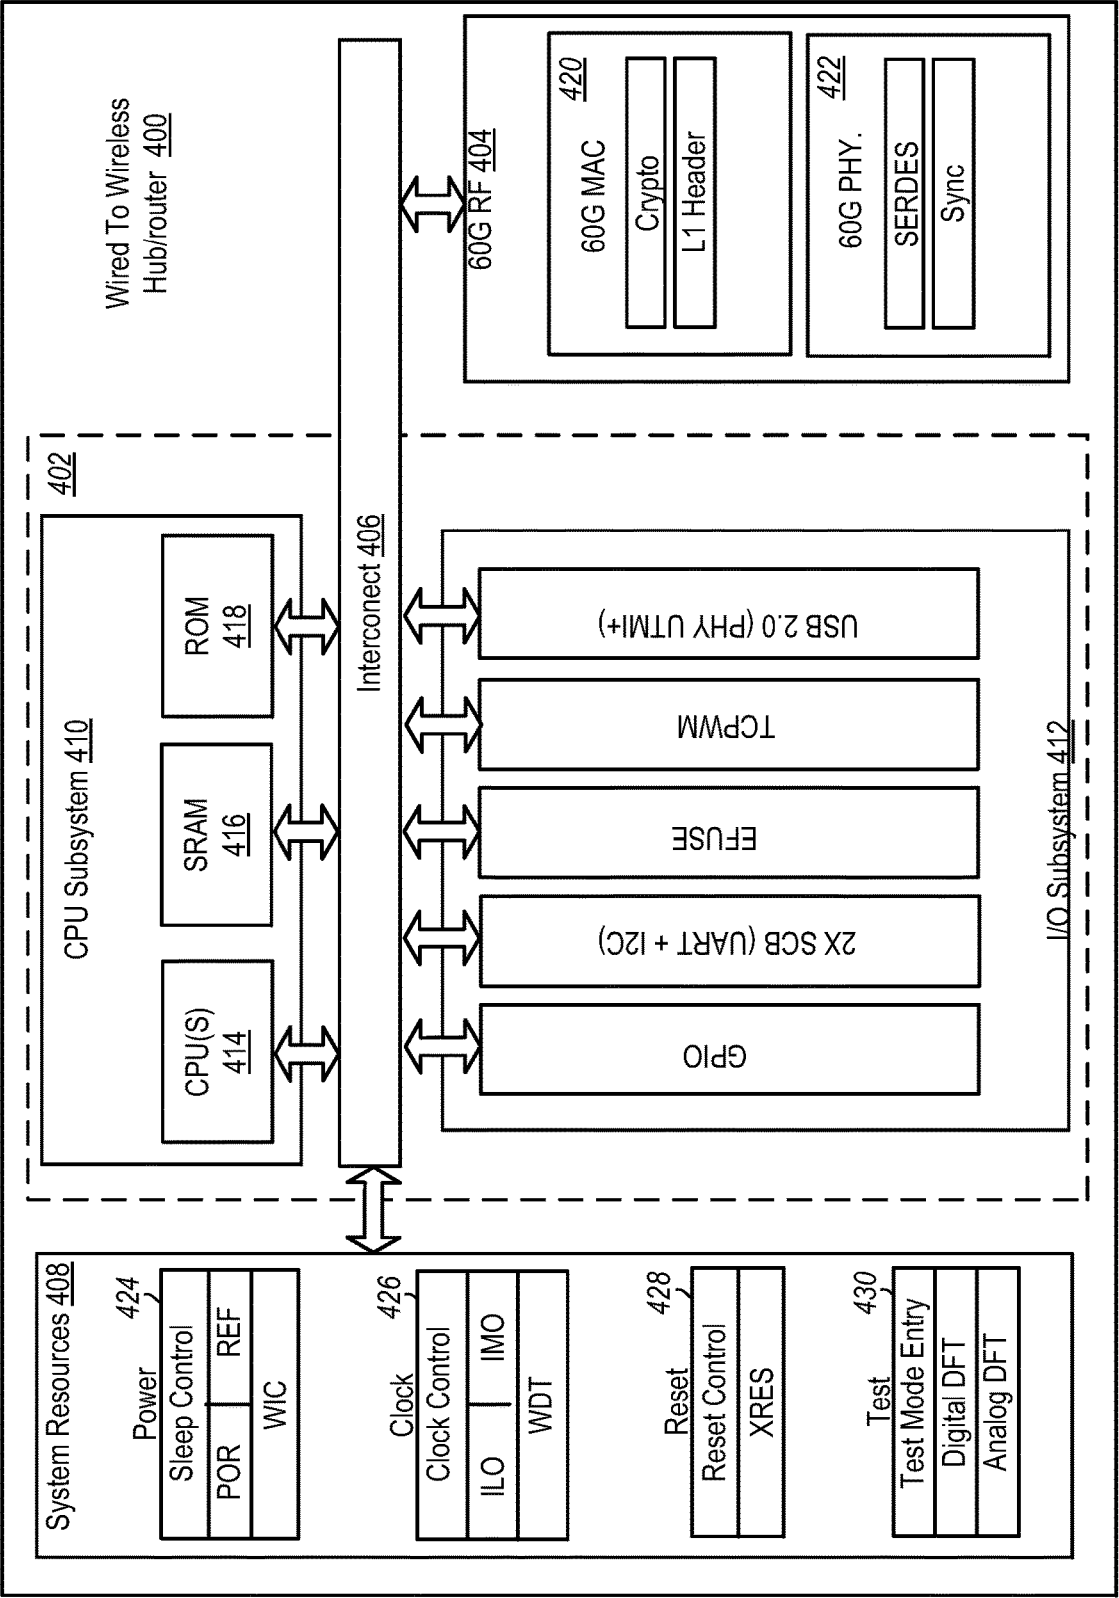 Wired To Wireless
Hub/router 400
402
System Resources 408
Power
424
Sleep Control
POR
REF
WIC
Clock
426
Clock Control
ILO
IMO
WDT
Reset
428
Reset Control
XRES
Test
430
Test Mode Entry
Digital DFT
Analog DFT
CPU Subsystem 410
CPU(S)
414
SRAM
416
ROM
418
Interconect 406
GPIO
2X SCB (UART + I2C)
EFUSE
TCPWM
USB 2.0 (PHY UTMI+)
I/O Subsystem 412
60G RF 404
60G MAC
420
Crypto
L1 Header
60G PHY.
422
SERDES
Sync